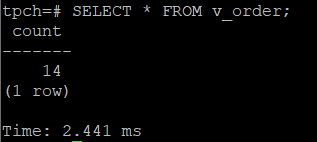 tpch=# SELECT * FROM v_order;
 count
-------
    14
(1 row)

Time: 2.441 ms